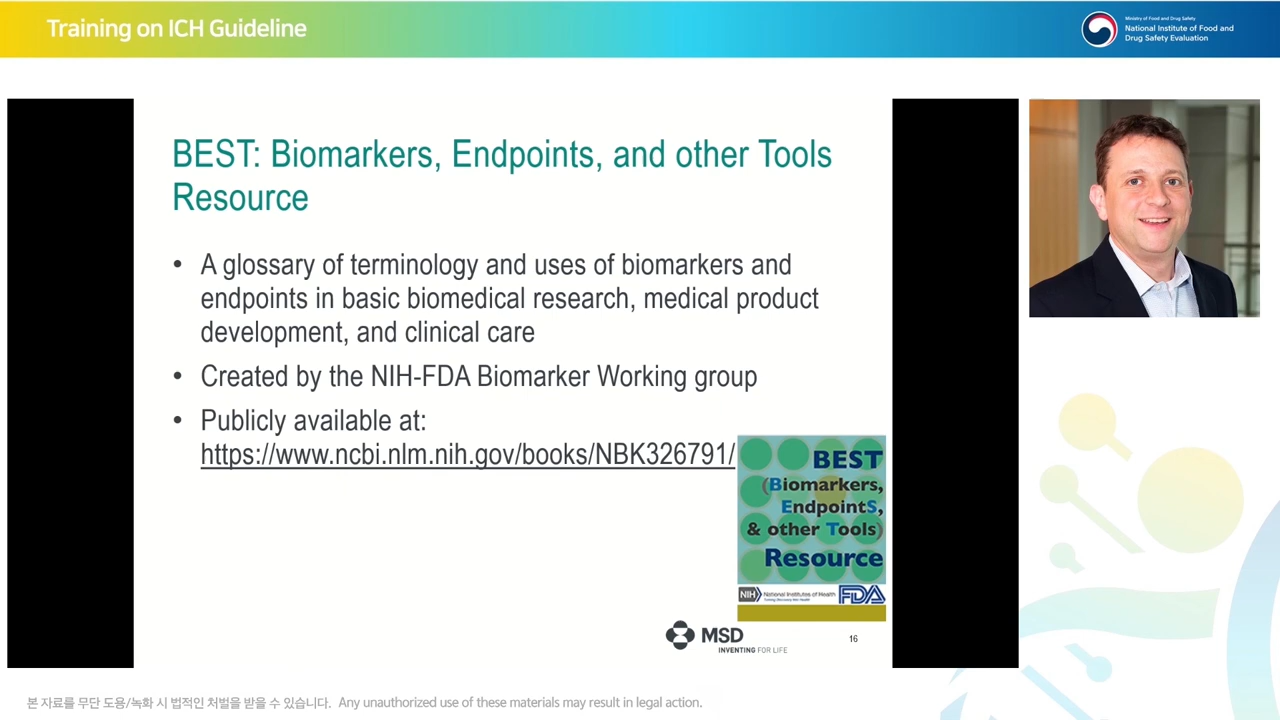 Training on ICH Guideline
Ministry of Food and Drug Safety
National Institute of Food and
Drug Safety Evaluation
BEST: Biomarkers, Endpoints, and other Tools
Resource
• A glossary of terminology and uses of biomarkers and
endpoints in basic biomedical research, medical product
development, and clinical care
• Created by the NIH-FDA Biomarker Working group
• Publicly available at:
https://www.ncbi.nlm.nih.gov/books/NBK326791/
BEST
(Biomarkers,
EndpointS,
& other Tools)
Resource
NIH National Institutes of Health
Turning Discovery Into Health
FDA
MSD
INVENTING FOR LIFE
16
본 자료를 무단 도용/녹화 시 법적인 처벌을 받을 수 있습니다. Any unauthorized use of these materials may result in legal action.